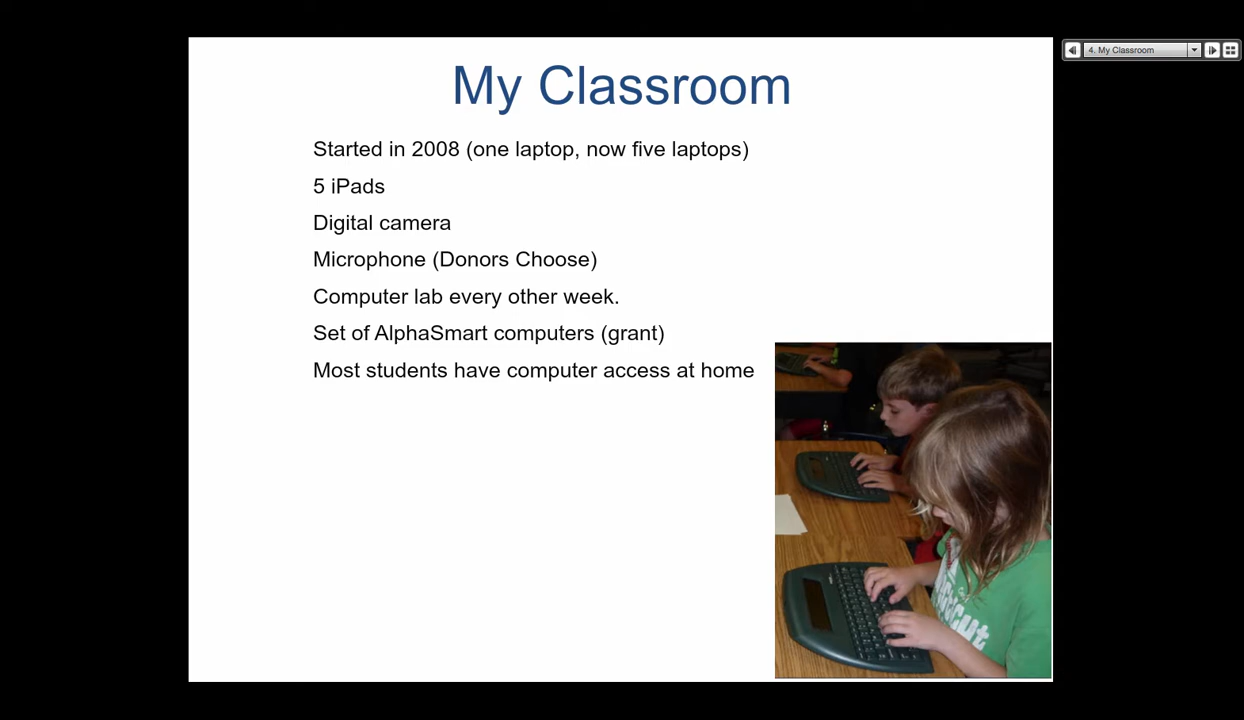 My Classroom
4. My Classroom
Started in 2008 (one laptop, now five laptops)
5 iPads
Digital camera
Microphone (Donors Choose)
Computer lab every other week.
Set of AlphaSmart computers (grant)
Most students have computer access at home